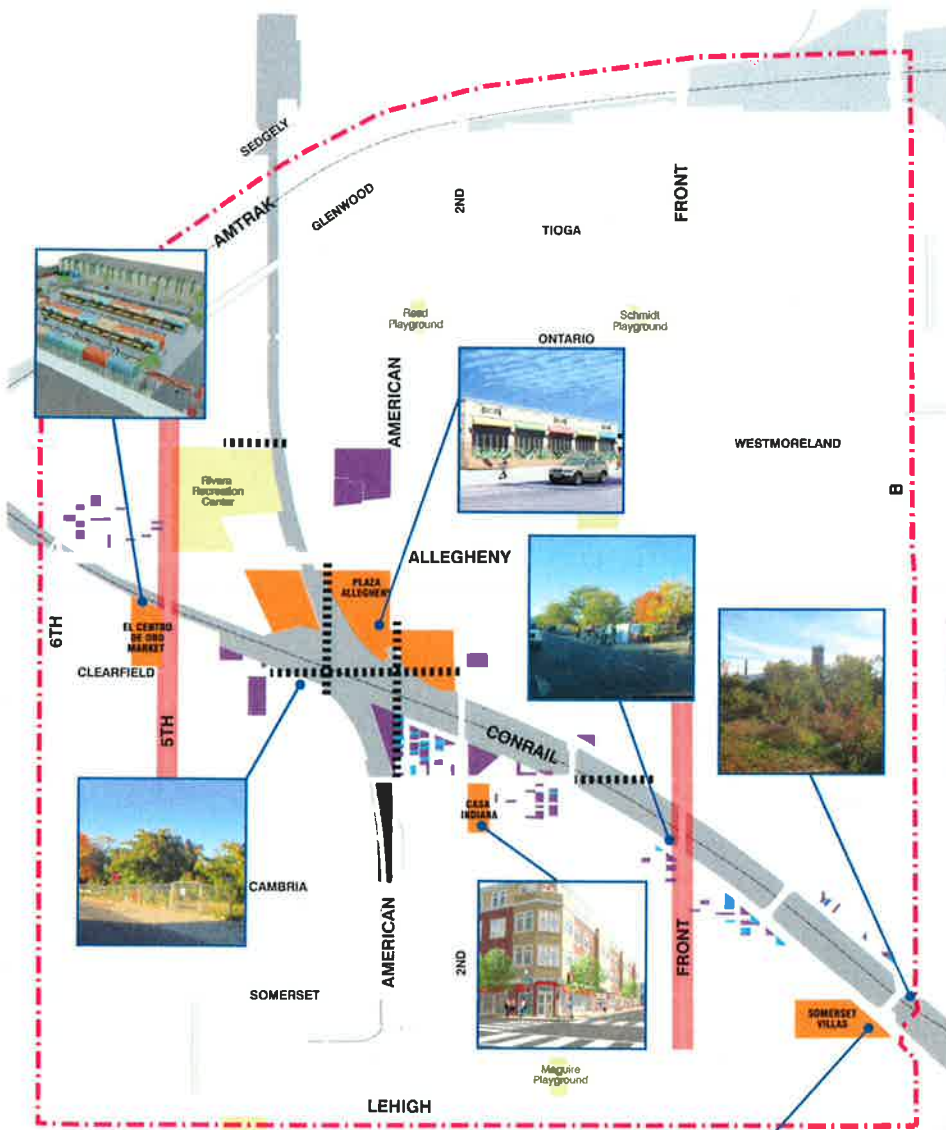 SEDGELY
AMTRAK
GLENWOOD
2ND
FRONT
TIOGA
Reed
Playground
Schmidt
Playground
ONTARIO
AMERICAN
WESTMORELAND
Rivera
Recreation
Center
B
ALLEGHENY
PLAZA
ALLEGHENY
6TH
EL CENTRO
DE ORO
MARKET
CLEARFIELD
5TH
CONRAIL
CASA
INDIANA
CAMBRIA
AMERICAN
2ND
FRONT
SOMERSET
SOMERSET
VILLAS
Maguire
Playground
LEHIGH